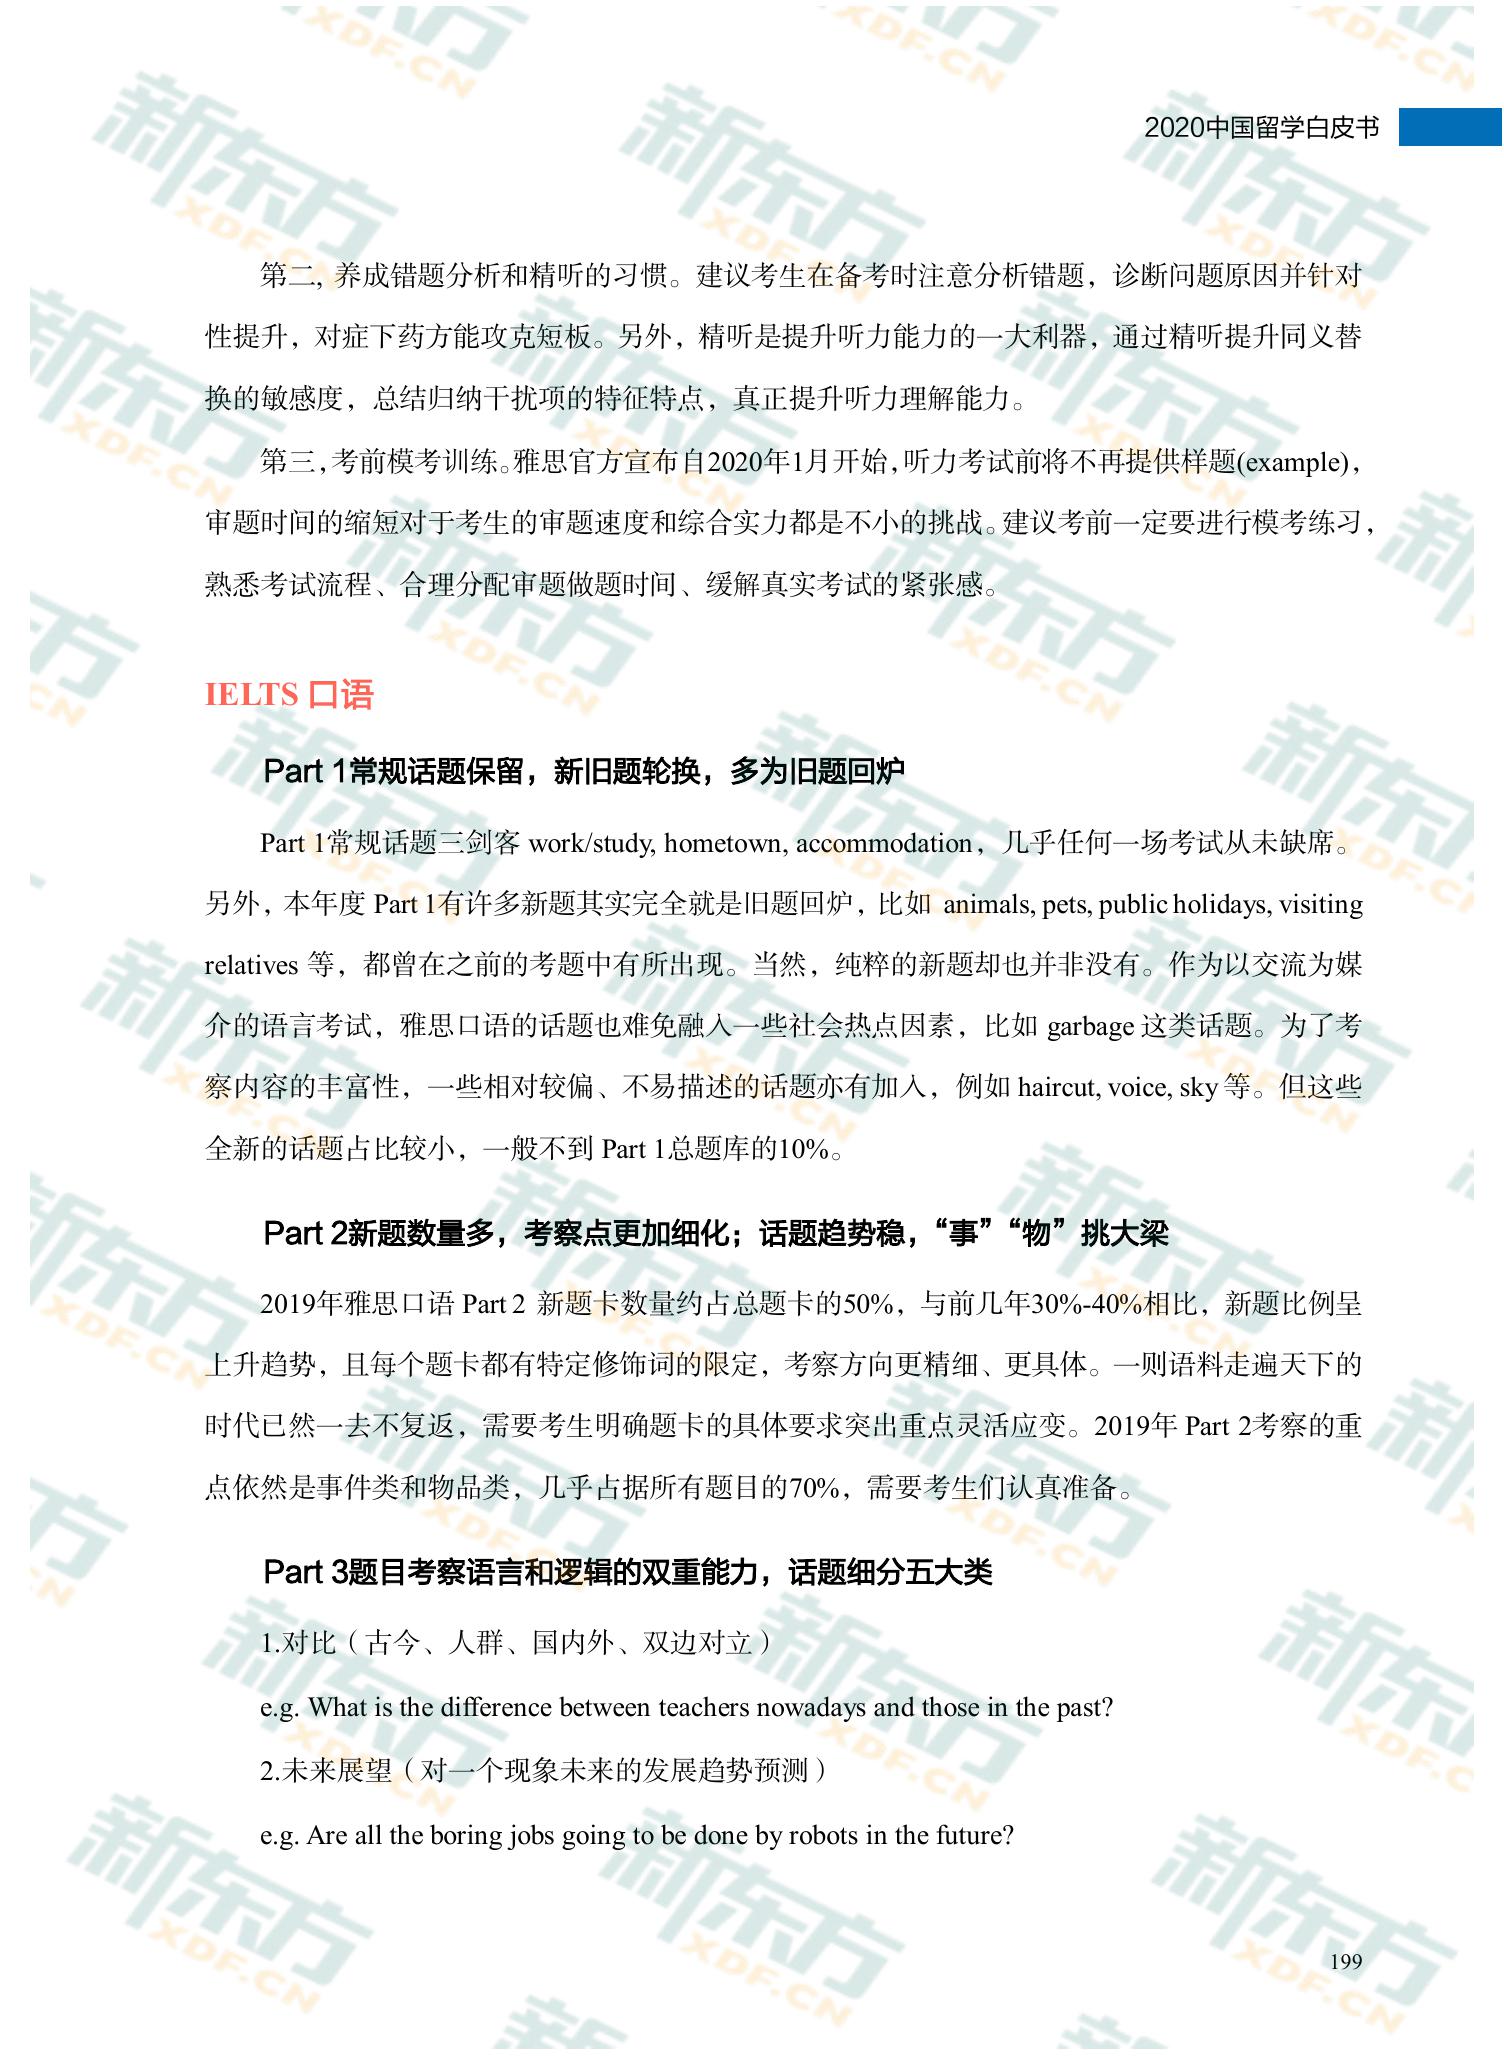 2020中国留学白皮书
第二, 养成错题分析和精听的习惯。建议考生在备考时注意分析错题，诊断问题原因并针对
性提升，对症下药方能攻克短板。另外，精听是提升听力能力的一大利器，通过精听提升同义替
换的敏感度，总结归纳干扰项的特征特点，真正提升听力理解能力。
第三，考前模考训练。雅思官方宣布自2020年1月开始，听力考试前将不再提供样题(example)，
审题时间的缩短对于考生的审题速度和综合实力都是不小的挑战。建议考前一定要进行模考练习，
熟悉考试流程、合理分配审题做题时间、缓解真实考试的紧张感。
IELTS 口语
Part 1常规话题保留，新旧题轮换，多为旧题回炉
Part 1常规话题三剑客 work/study, hometown, accommodation，几乎任何一场考试从未缺席。
另外，本年度 Part 1有许多新题其实完全就是旧题回炉，比如 animals, pets, public holidays, visiting
relatives 等，都曾在之前的考题中有所出现。当然，纯粹的新题却也并非没有。作为以交流为媒
介的语言考试，雅思口语的话题也难免融入一些社会热点因素，比如 garbage 这类话题。为了考
察内容的丰富性，一些相对较偏、不易描述的话题亦有加入，例如 haircut, voice, sky 等。但这些
全新的话题占比较小，一般不到 Part 1总题库的10%。
Part 2新题数量多，考察点更加细化；话题趋势稳，“事”“物”挑大梁
2019年雅思口语 Part 2 新题卡数量约占总题卡的50%，与前几年30%-40%相比，新题比例呈
上升趋势，且每个题卡都有特定修饰词的限定，考察方向更精细、更具体。一则语料走遍天下的
时代已然一去不复返，需要考生明确题卡的具体要求突出重点灵活应变。2019年 Part 2考察的重
点依然是事件类和物品类，几乎占据所有题目的70%，需要考生们认真准备。
Part 3题目考察语言和逻辑的双重能力，话题细分五大类
1.对比（古今、人群、国内外、双边对立）
e.g. What is the difference between teachers nowadays and those in the past?
2.未来展望（对一个现象未来的发展趋势预测）
e.g. Are all the boring jobs going to be done by robots in the future?
199